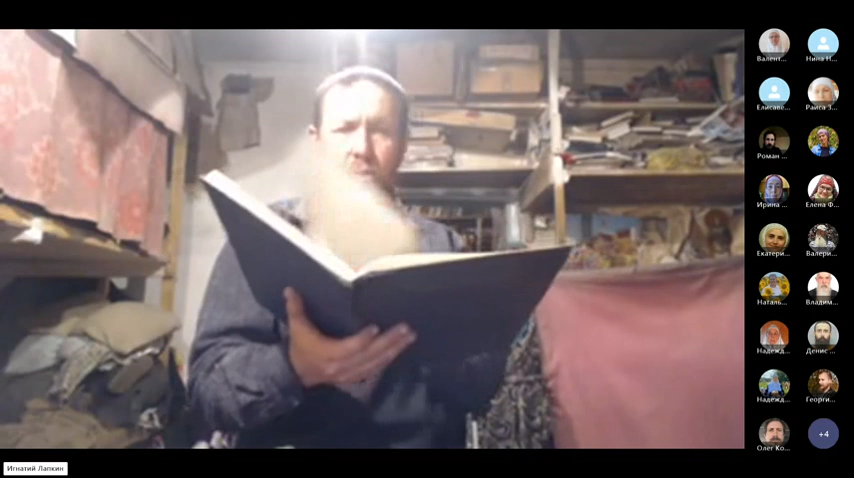 Валент...
Нина Н...
Елисаве...
Раиса З...
Роман ...
Ирина ...
Елена Ф...
Екатери...
Валери...
Наталь...
Владим...
Надежд...
Денис ...
Надежд...
Георги...
Олег Ко...
+4
Игнатий Лапкин